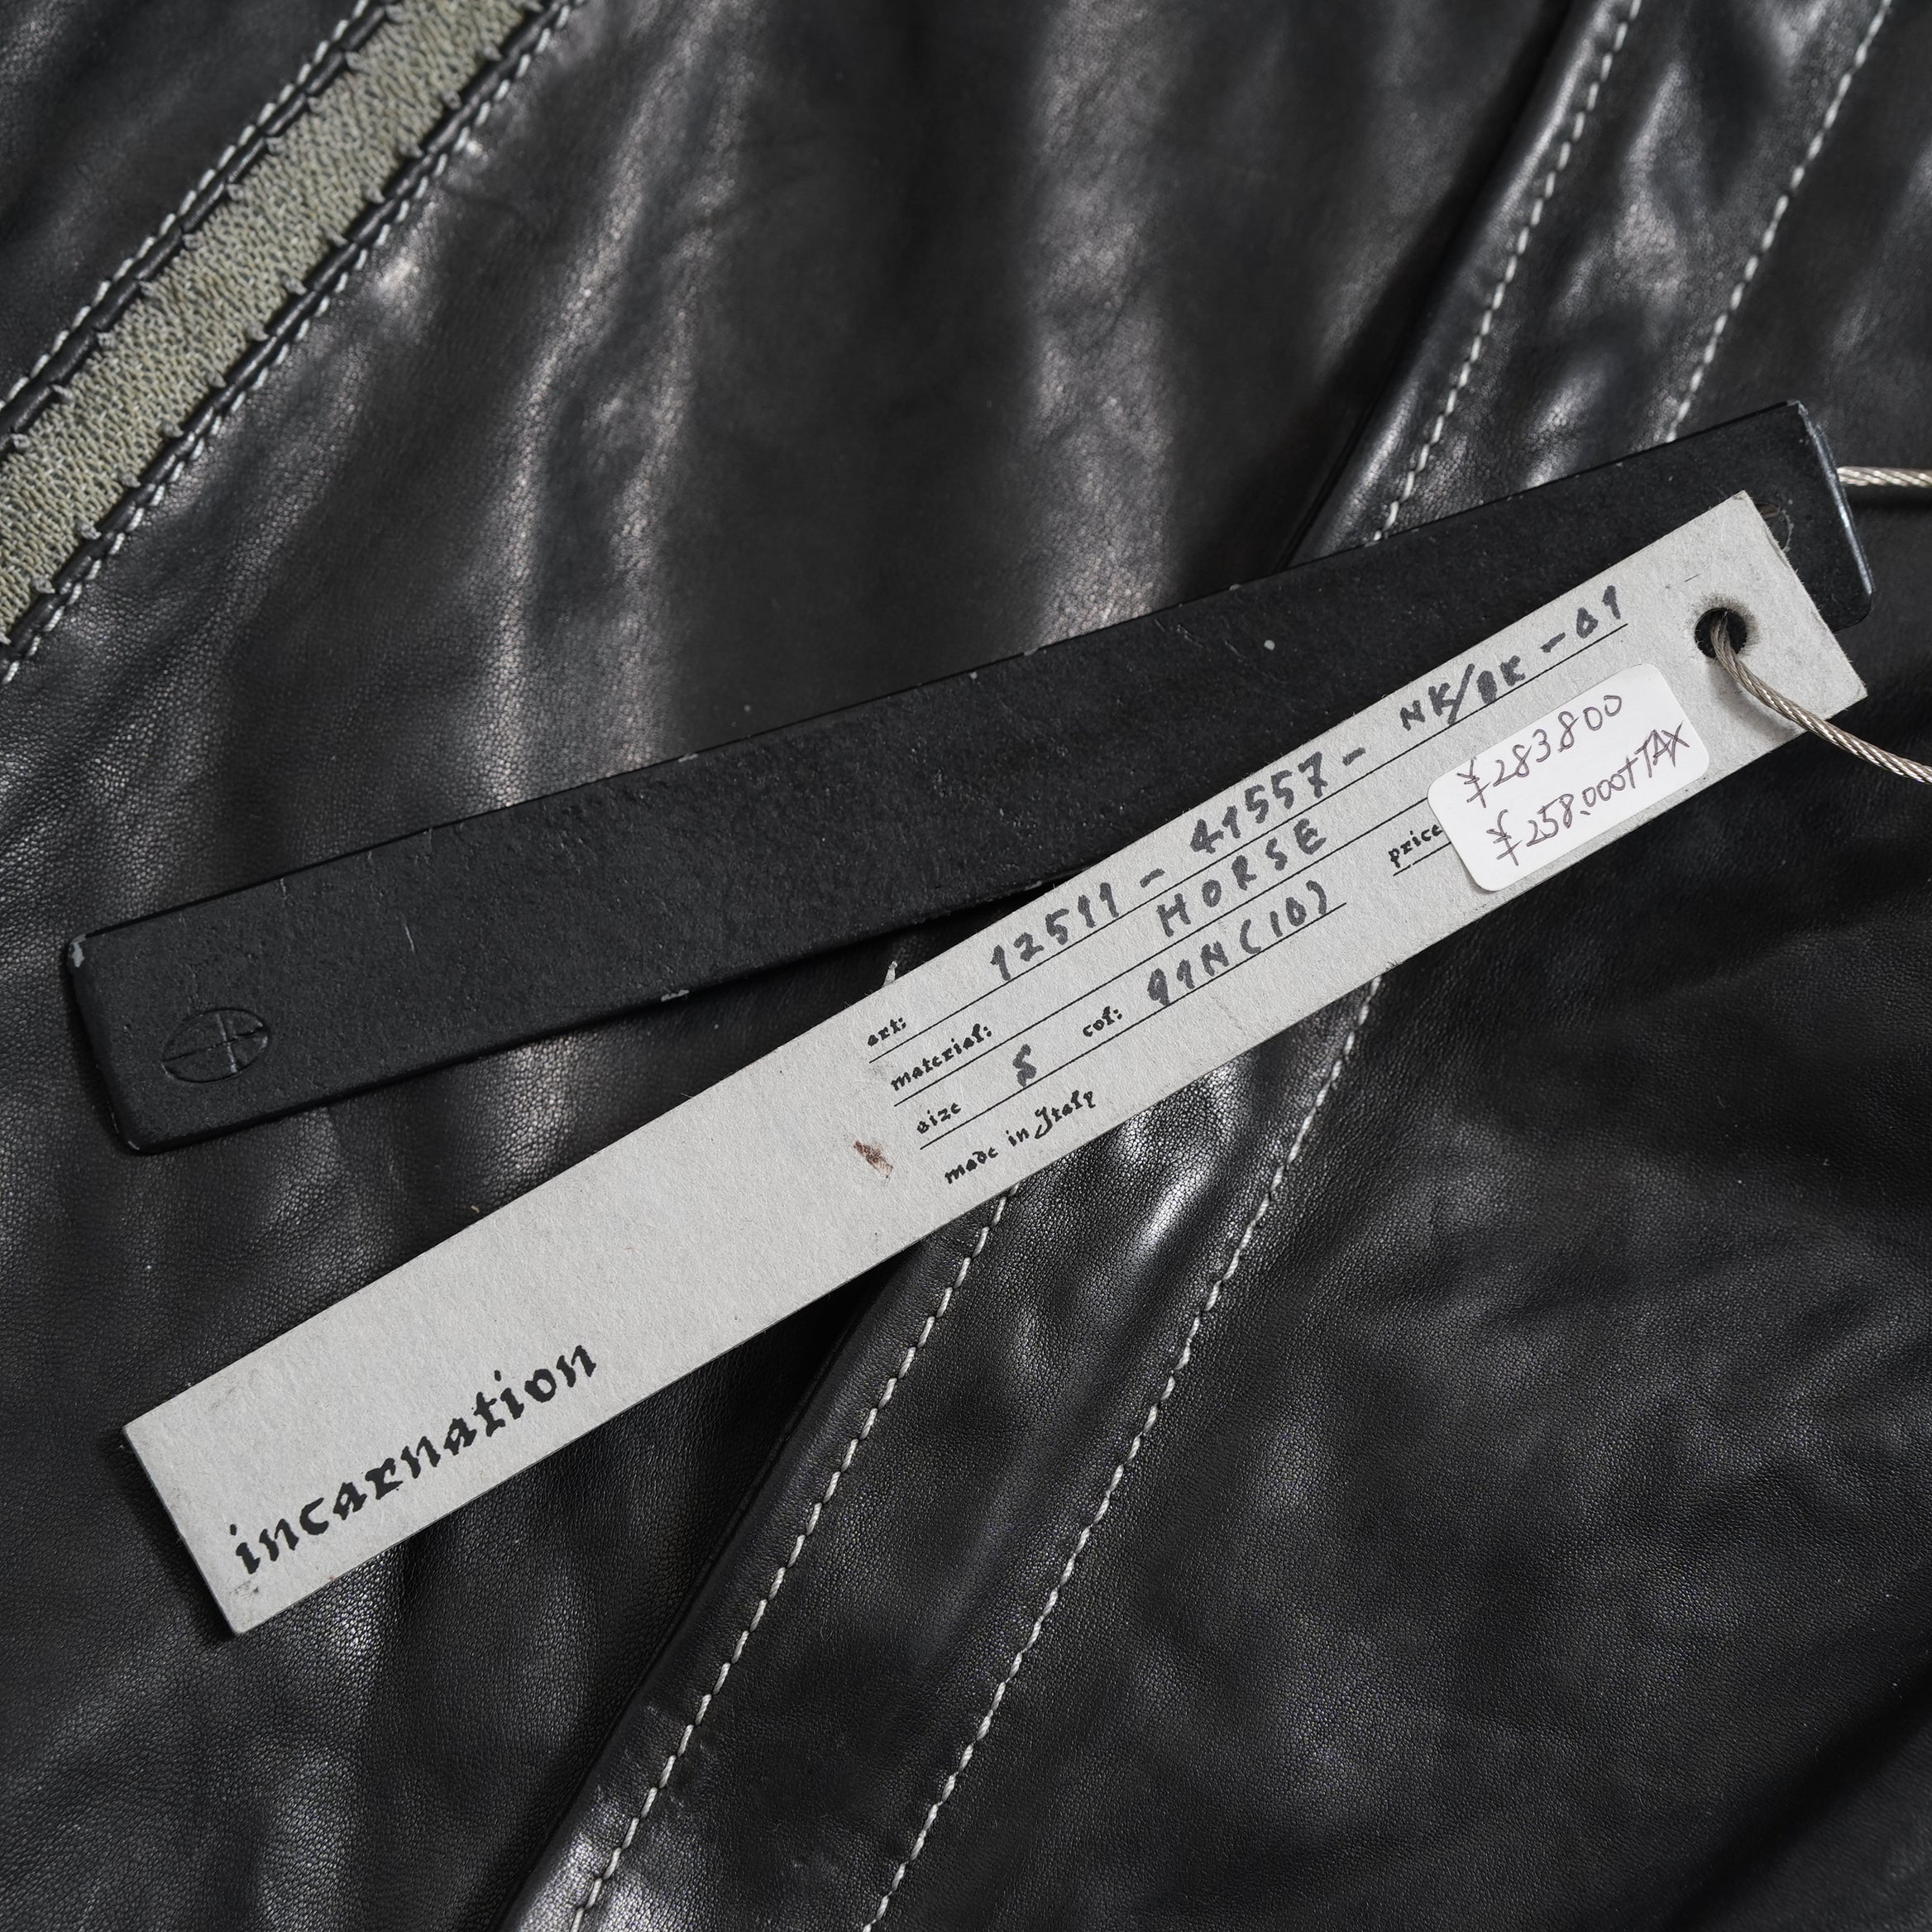 art: 12511 - 41557 - NK/BK - 01
material: HORSE
size S col: 91N(10)
price
¥283800
¥258.000+TAX
made in Italy
incarnation